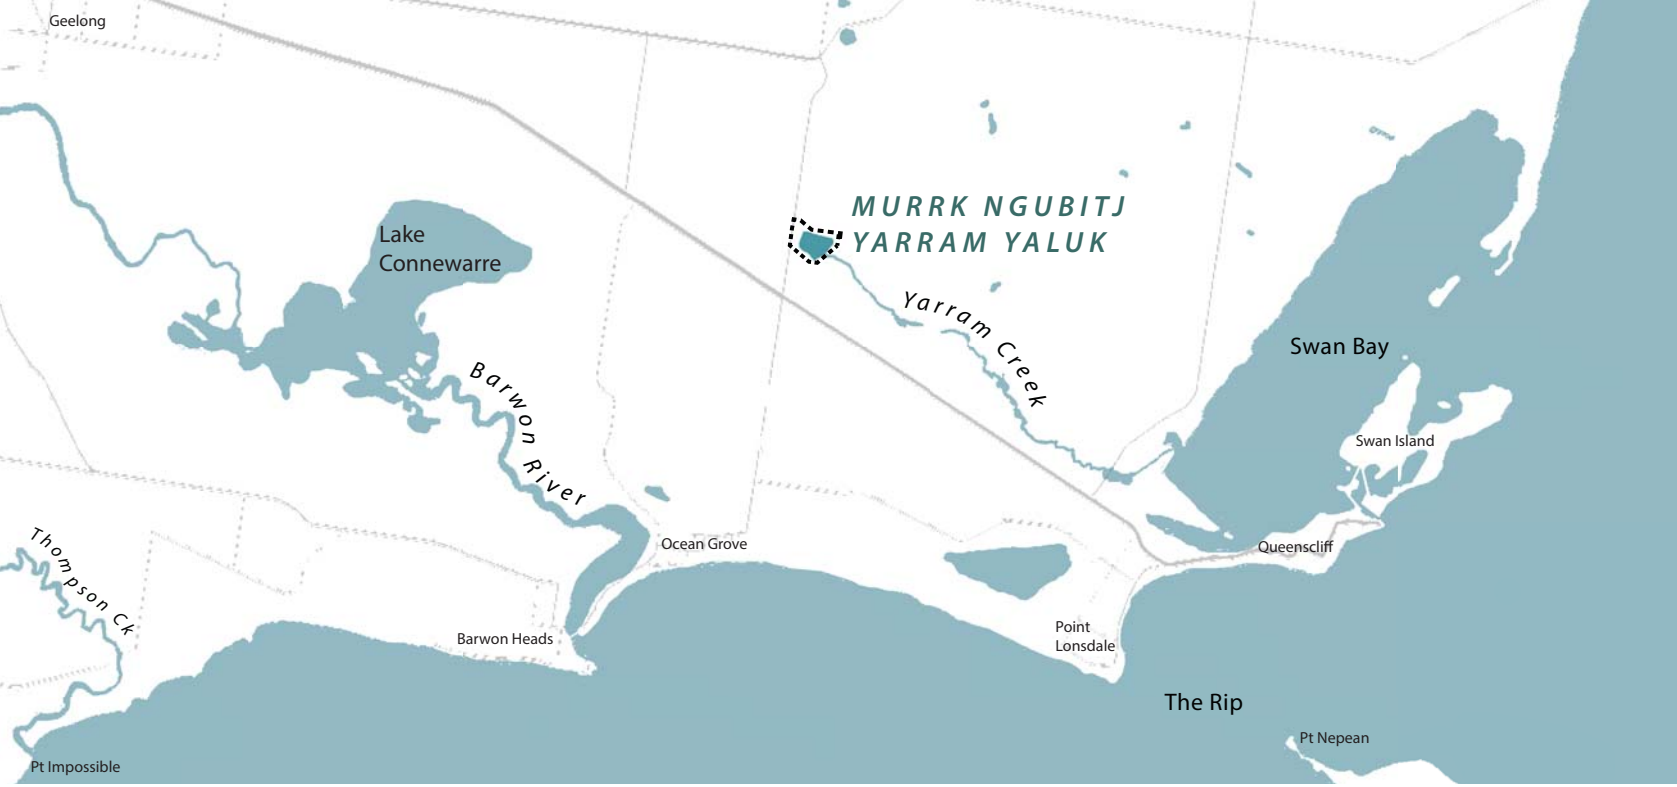 Geelong
MURRK NGUBITJ
YARRAM YALUK
Lake
Connewarre
Yarram Creek
Swan Bay
Barwon River
Swan Island
Thompson Ck
Ocean Grove
Queenscliff
Barwon Heads
Point
Lonsdale
The Rip
Pt Nepean
Pt Impossible